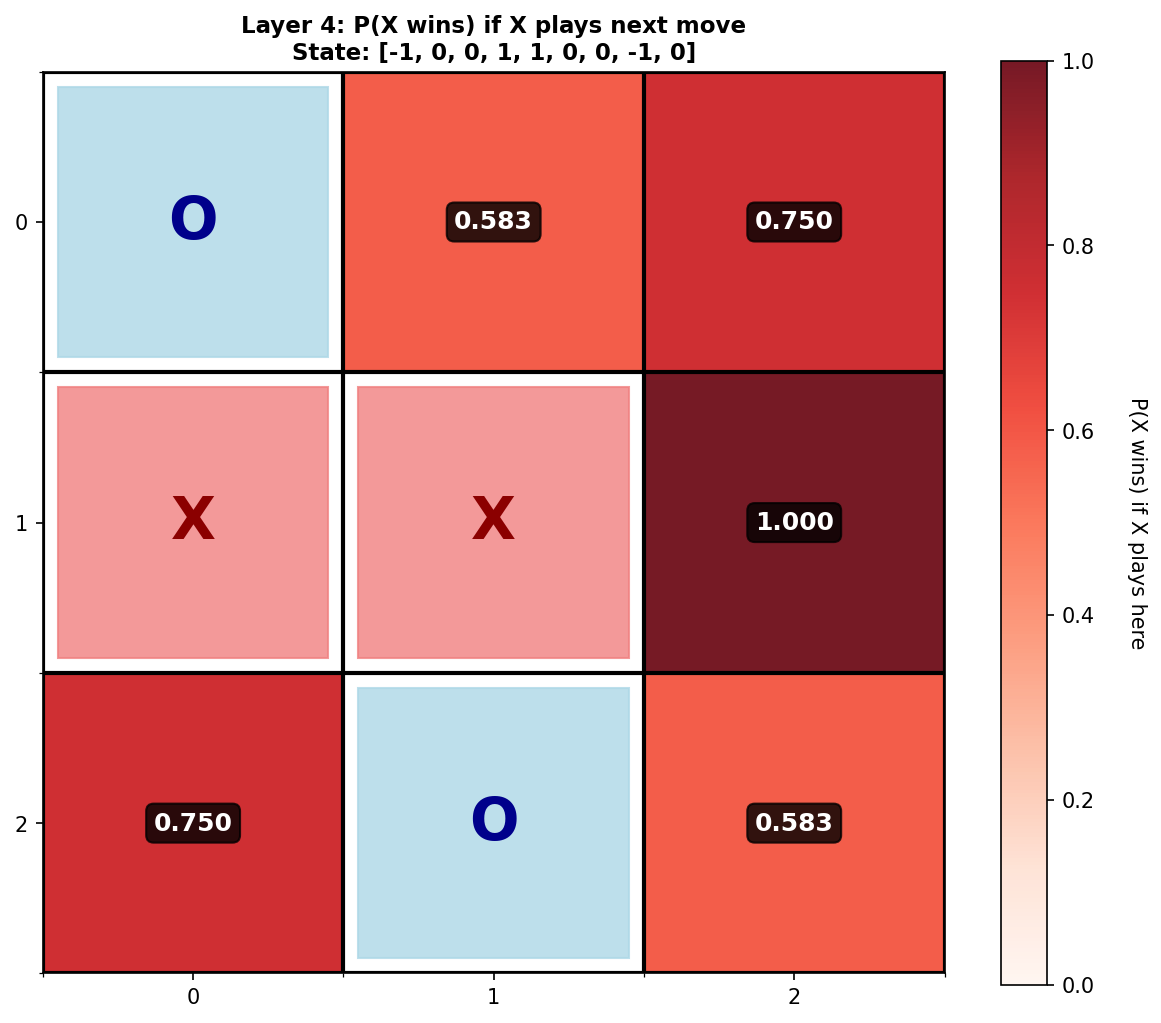 Layer 4: P(X wins) if X plays next move
State: [-1, 0, 0, 1, 1, 0, 0, -1, 0]
0
O
0.583
0.750
1
X
X
1.000
2
0.750
O
0.583
0
1
2
1.0
0.8
0.6
0.4
0.2
0.0
P(X wins) if X plays here